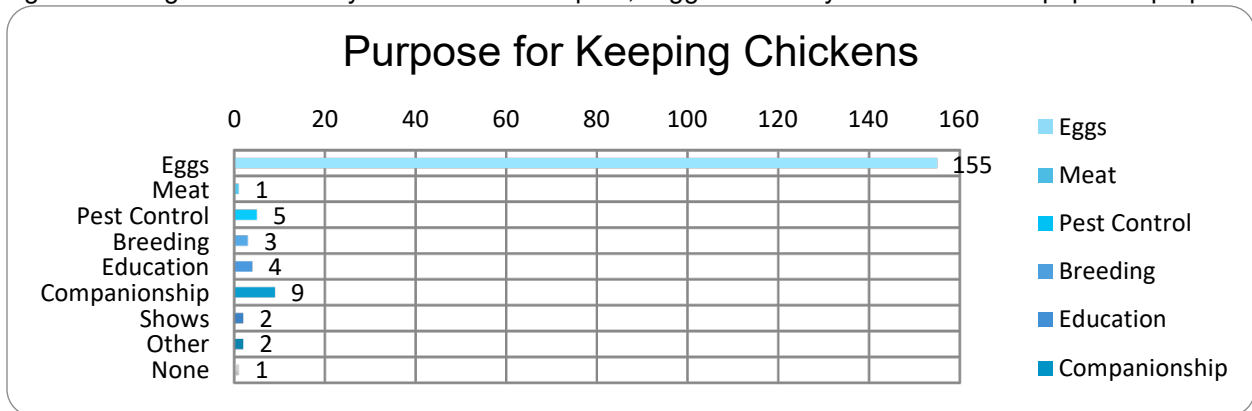 Purpose for Keeping Chickens
0 20 40 60 80 100 120 140 160
Eggs 155
Meat 1
Pest Control 5
Breeding 3
Education 4
Companionship 9
Shows 2
Other 2
None 1
Eggs
Meat
Pest Control
Breeding
Education
Companionship